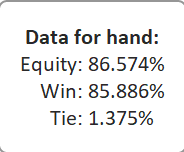 Data for hand:
Equity: 86.574%
Win: 85.886%
Tie: 1.375%